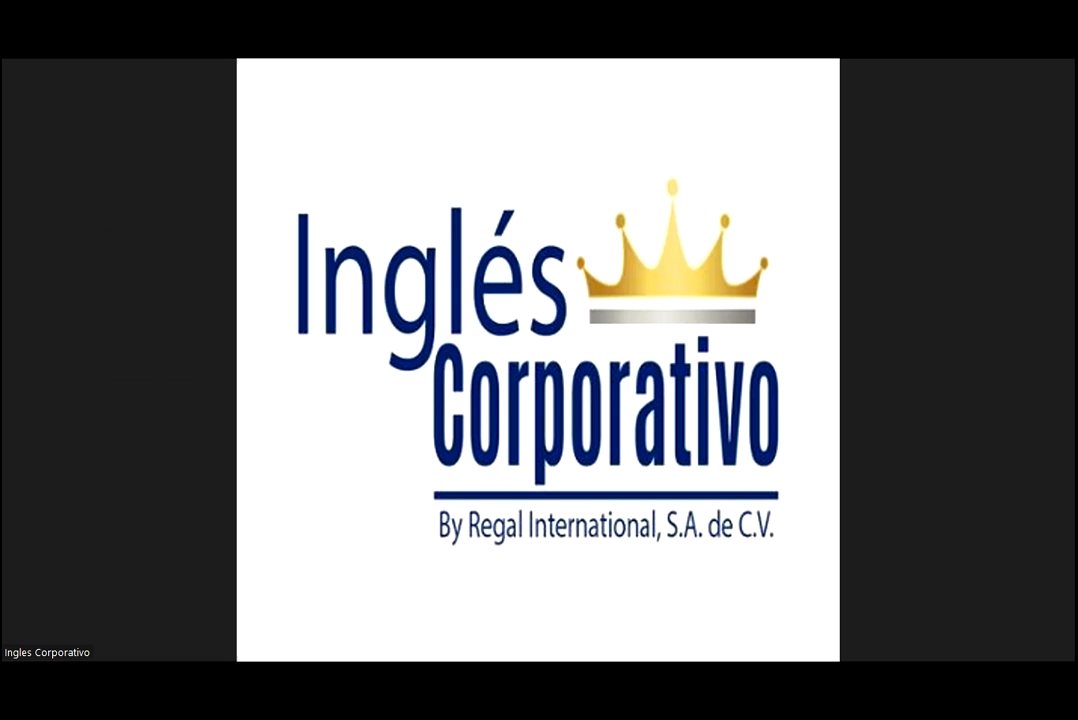 Inglés
Corporativo
By Regal International, S.A. de C.V.
Ingles Corporativo